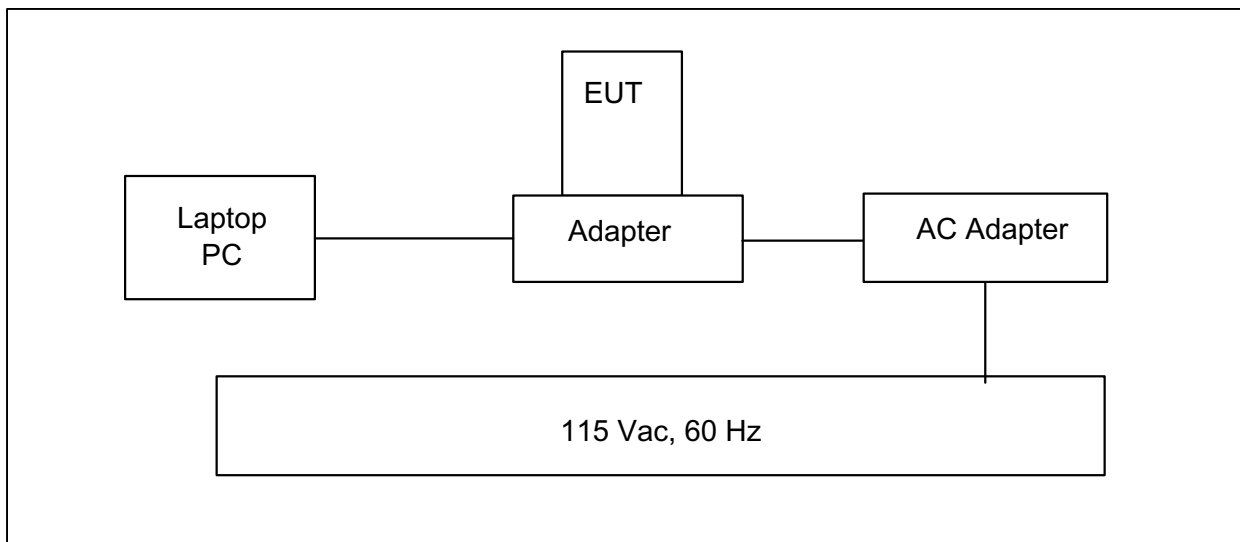 EUT
Laptop
PC
Adapter
AC Adapter
115 Vac, 60 Hz